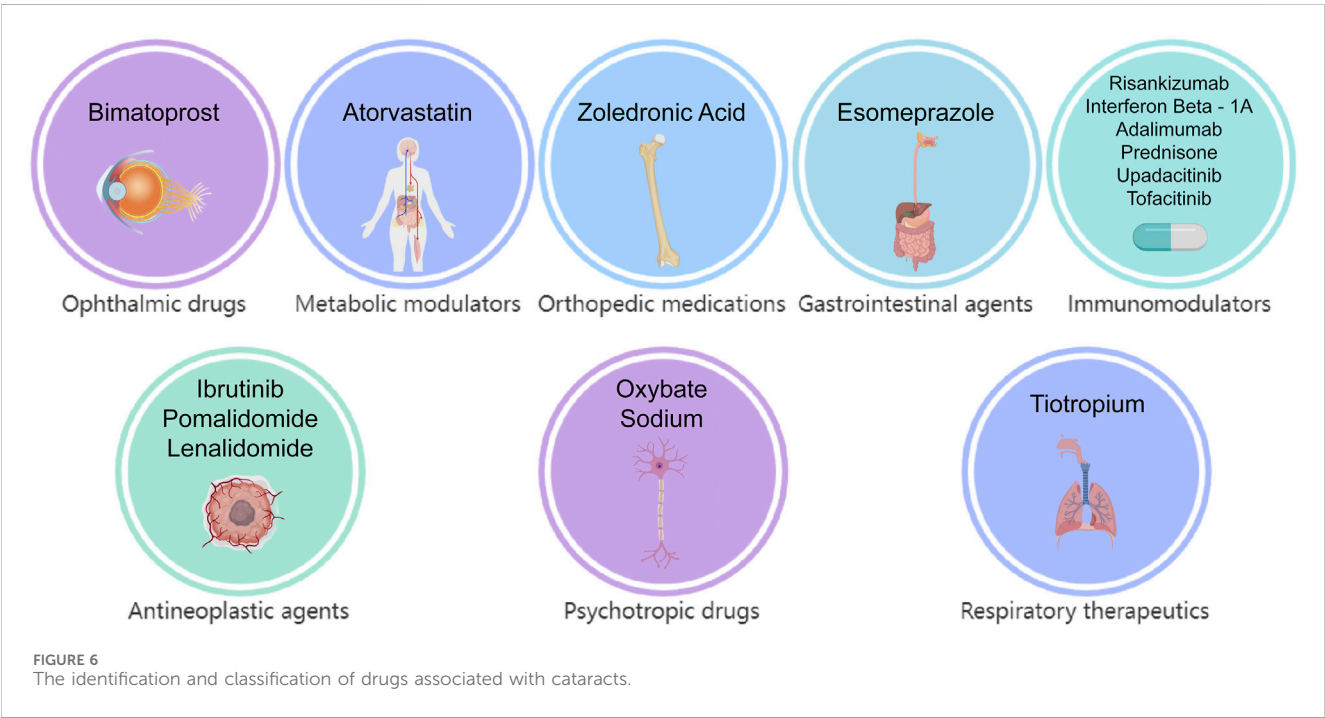 Bimatoprost
Atorvastatin
Zoledronic Acid
Esomeprazole
Risankizumab
Interferon Beta - 1A
Adalimumab
Prednisone
Upadacitinib
Tofacitinib
Ophthalmic drugs
Metabolic modulators
Orthopedic medications
Gastrointestinal agents
Immunomodulators
Ibrutinib
Pomalidomide
Lenalidomide
Oxybate
Sodium
Tiotropium
Antineoplastic agents
Psychotropic drugs
Respiratory therapeutics
FIGURE 6
The identification and classification of drugs associated with cataracts.